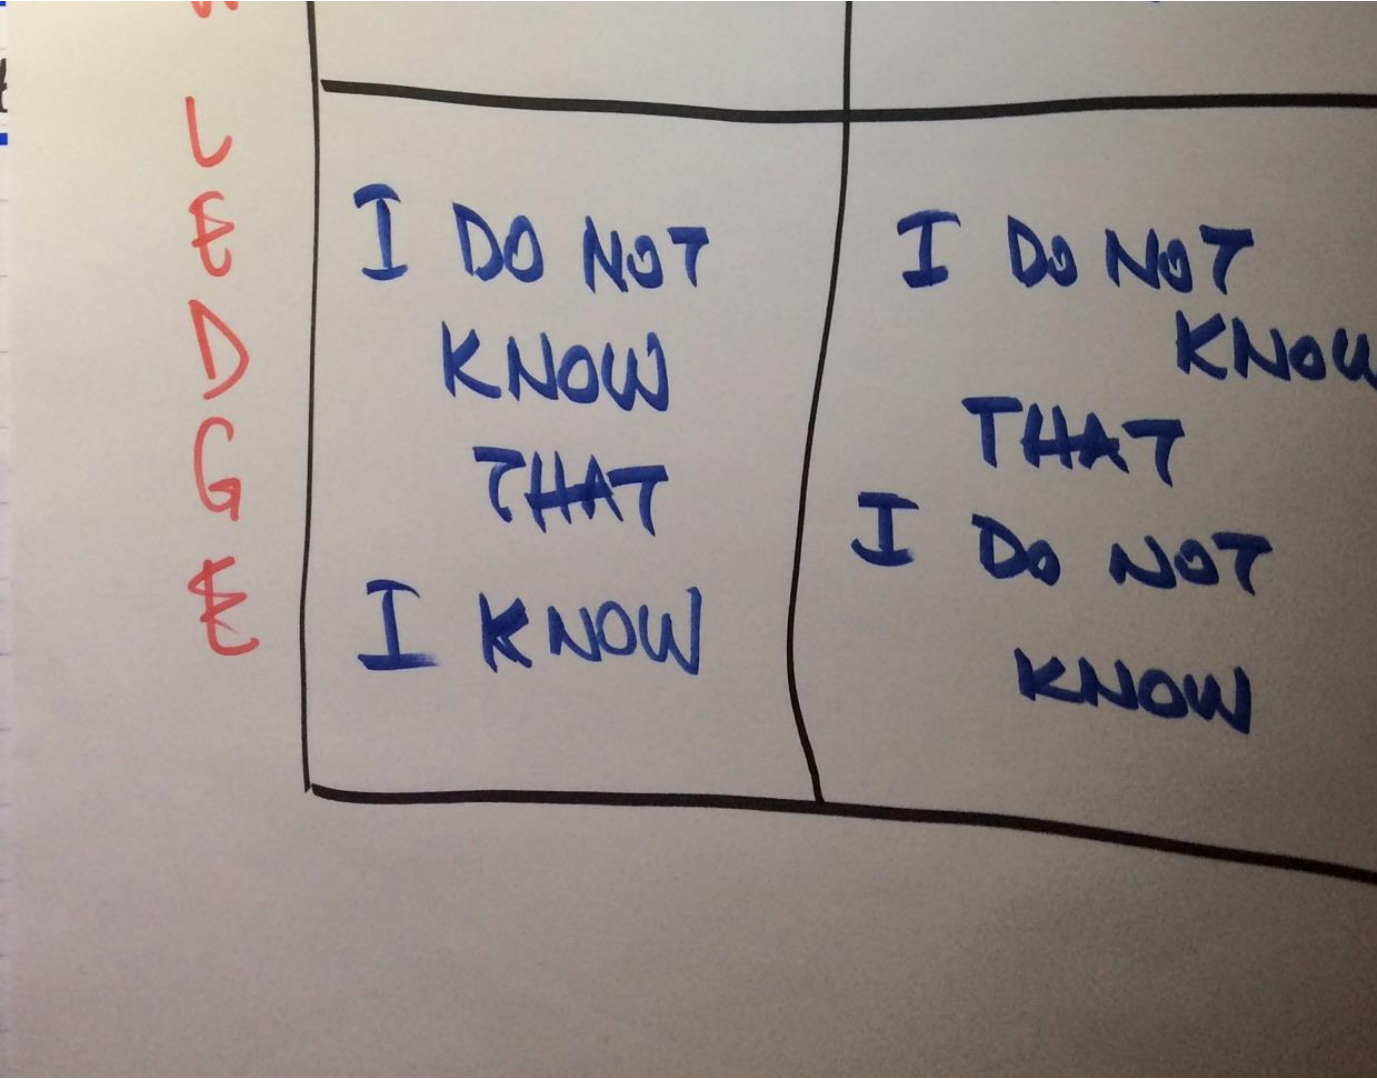 L
E
D
G
E
I DO NOT
KNOW
THAT
I KNOW
I DO NOT
KNOW
THAT
I DO NOT
KNOW